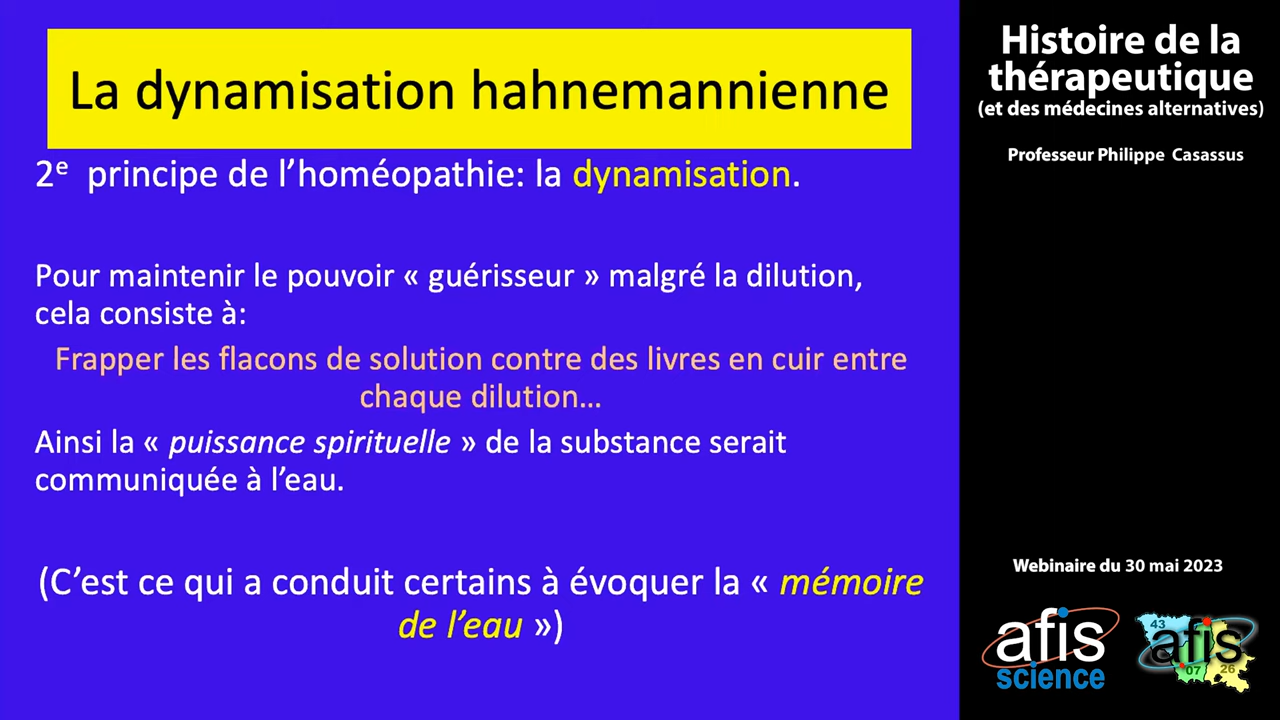 La dynamisation hahnemannienne
2e principe de l'homéopathie: la dynamisation.
Pour maintenir le pouvoir « guérisseur » malgré la dilution,
cela consiste à:
Frapper les flacons de solution contre des livres en cuir entre
chaque dilution…
Ainsi la « puissance spirituelle » de la substance serait
communiquée à l'eau.
(C'est ce qui a conduit certains à évoquer la « mémoire
de l'eau »)
Histoire de la
thérapeutique
(et des médecines alternatives)
Professeur Philippe Casassus
Webinaire du 30 mai 2023
afis
science
43
afis
07
26